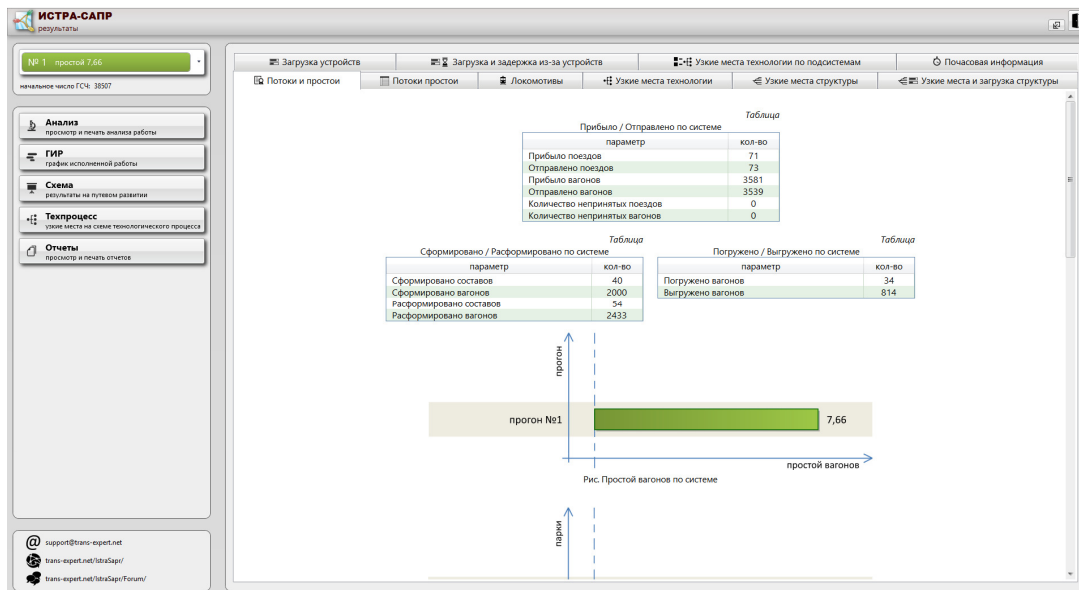 ИСТРА-САПР
результаты
№ 1 простой 7,66
начальное число ГСЧ: 38507
Анализ
просмотр и печать анализа работы
ГИР
график исполненной работы
Схема
результаты на путевом развитии
Техпроцесс
узкие места на схеме технологического процесса
Отчеты
просмотр и печать отчетов
@ support@trans-expert.net
trans-expert.net/IstraSapr/
trans-expert.net/IstraSapr/Forum/
Загрузка устройств
Загрузка и задержка из-за устройств
Узкие места технологии по подсистемам
Почасовая информация
Потоки и простои
Потоки простои
Локомотивы
Узкие места технологии
Узкие места структуры
Узкие места и загрузка структуры
Таблица
Прибыло / Отправлено по системе
параметр кол-во
Прибыло поездов 71
Отправлено поездов 73
Прибыло вагонов 3581
Отправлено вагонов 3539
Количество непринятых поездов 0
Количество непринятых вагонов 0
Таблица
Сформировано / Расформировано по системе
параметр кол-во
Сформировано составов 40
Сформировано вагонов 2000
Расформировано составов 54
Расформировано вагонов 2433
Таблица
Погружено / Выгружено по системе
параметр кол-во
Погружено вагонов 34
Выгружено вагонов 814
прогон
прогон №1 7,66
простой вагонов
Рис. Простой вагонов по системе
парки